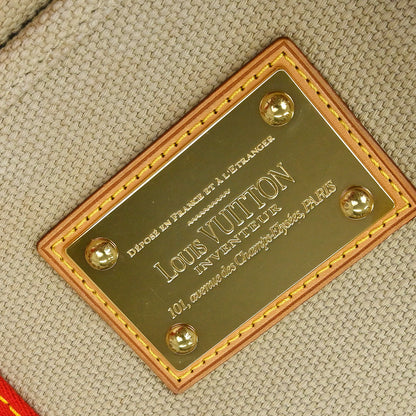 DÉPOSÉ EN FRANCE ET À L'ÉTRANGER
LOUIS VUITTON
INVENTEUR
101, avenue des Champs-Elysées, PARIS